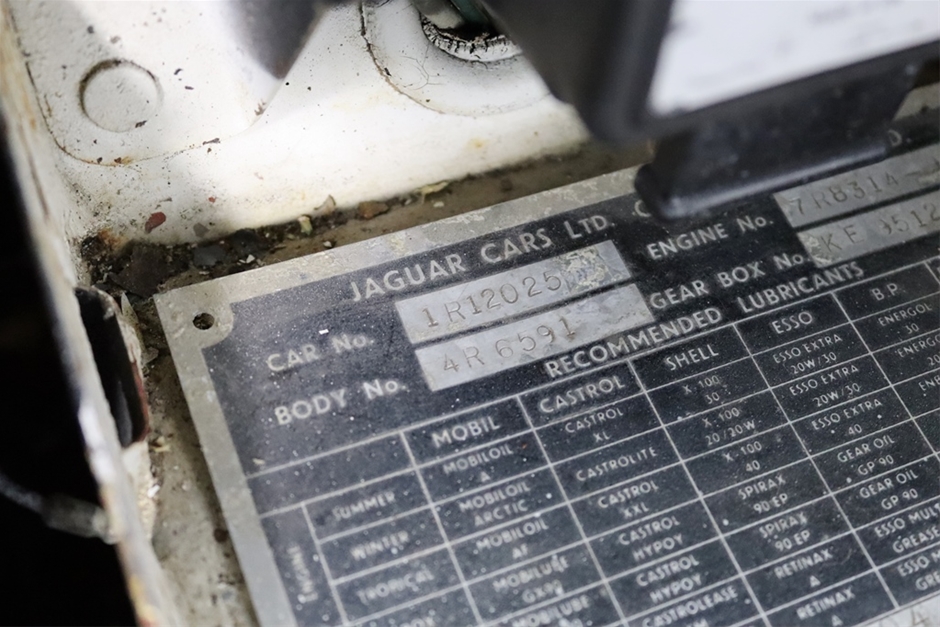 JAGUAR CARS LTD.
CAR No. 1R12025 ENGINE No. 7R8314
BODY No. 4R6591 GEAR BOX No. KE
RECOMMENDED LUBRICANTS
MOBIL CASTROL SHELL ESSO B.P.
SUMMER MOBILOIL A CASTROL XL X-100 30 ESSO EXTRA 20W/30 ENERGOL 30
WINTER MOBILOIL ARCTIC CASTROLITE X-100 20/20W ESSO EXTRA 20W/30
TROPICAL MOBILOIL AF CASTROL XXL X-100 40 ESSO EXTRA 40
MOBILUBE CASTROL HYPOY SPIRAX 90 EP GEAR OIL GP 90
MOBILUBE CASTROL HYPOY SPIRAX 90 EP GEAR OIL GP 90
CASTROLEASE RETINAX A ESSO GREASE
RETINAX A ESSO